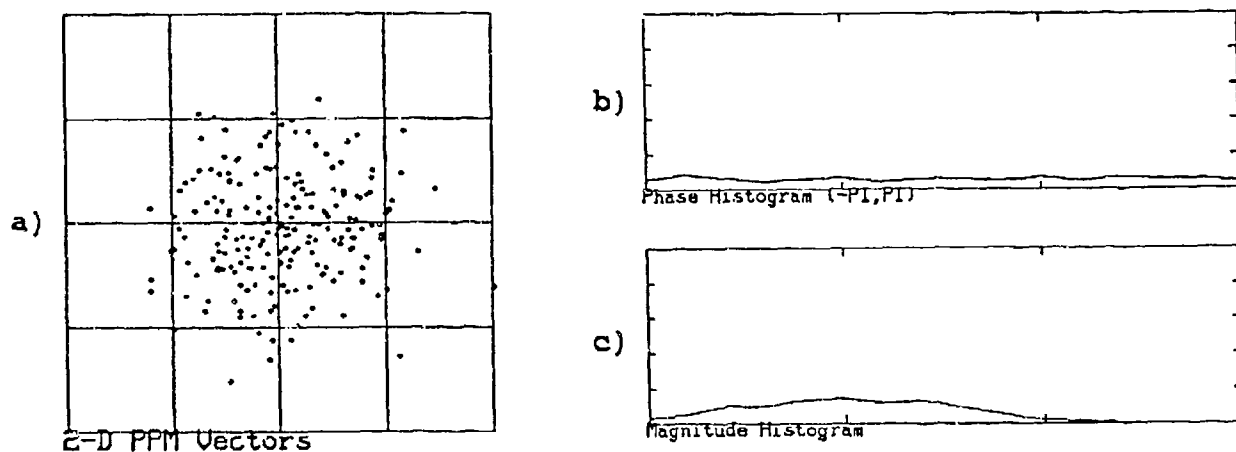 a)
2-D PPM Vectors
b)
Phase Histogram (-PI,PI)
c)
Magnitude Histogram